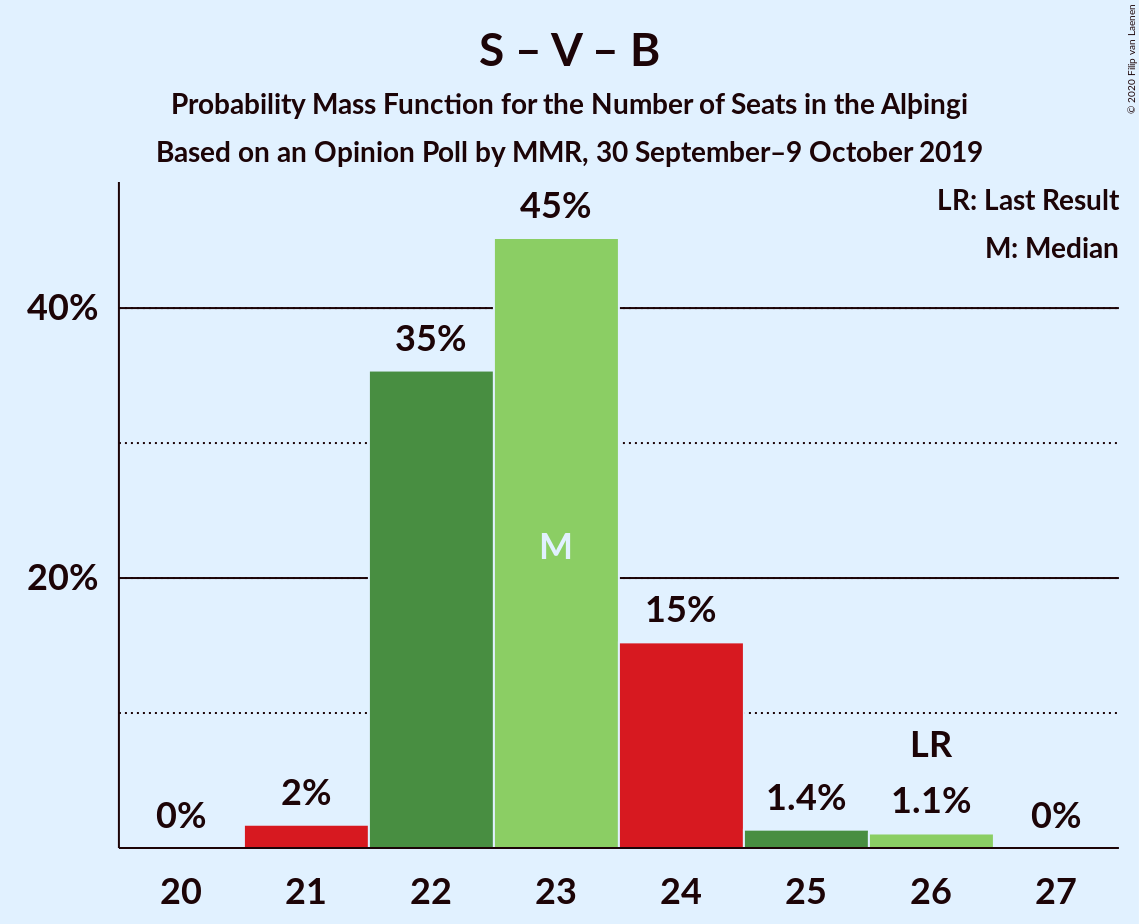 S – V – B
Probability Mass Function for the Number of Seats in the Alþingi
Based on an Opinion Poll by MMR, 30 September–9 October 2019
© 2020 Filip van Laenen
LR: Last Result
M: Median
40%
20%
0%
2%
35%
45%
M
15%
1.4%
LR
1.1%
0%
20 21 22 23 24 25 26 27